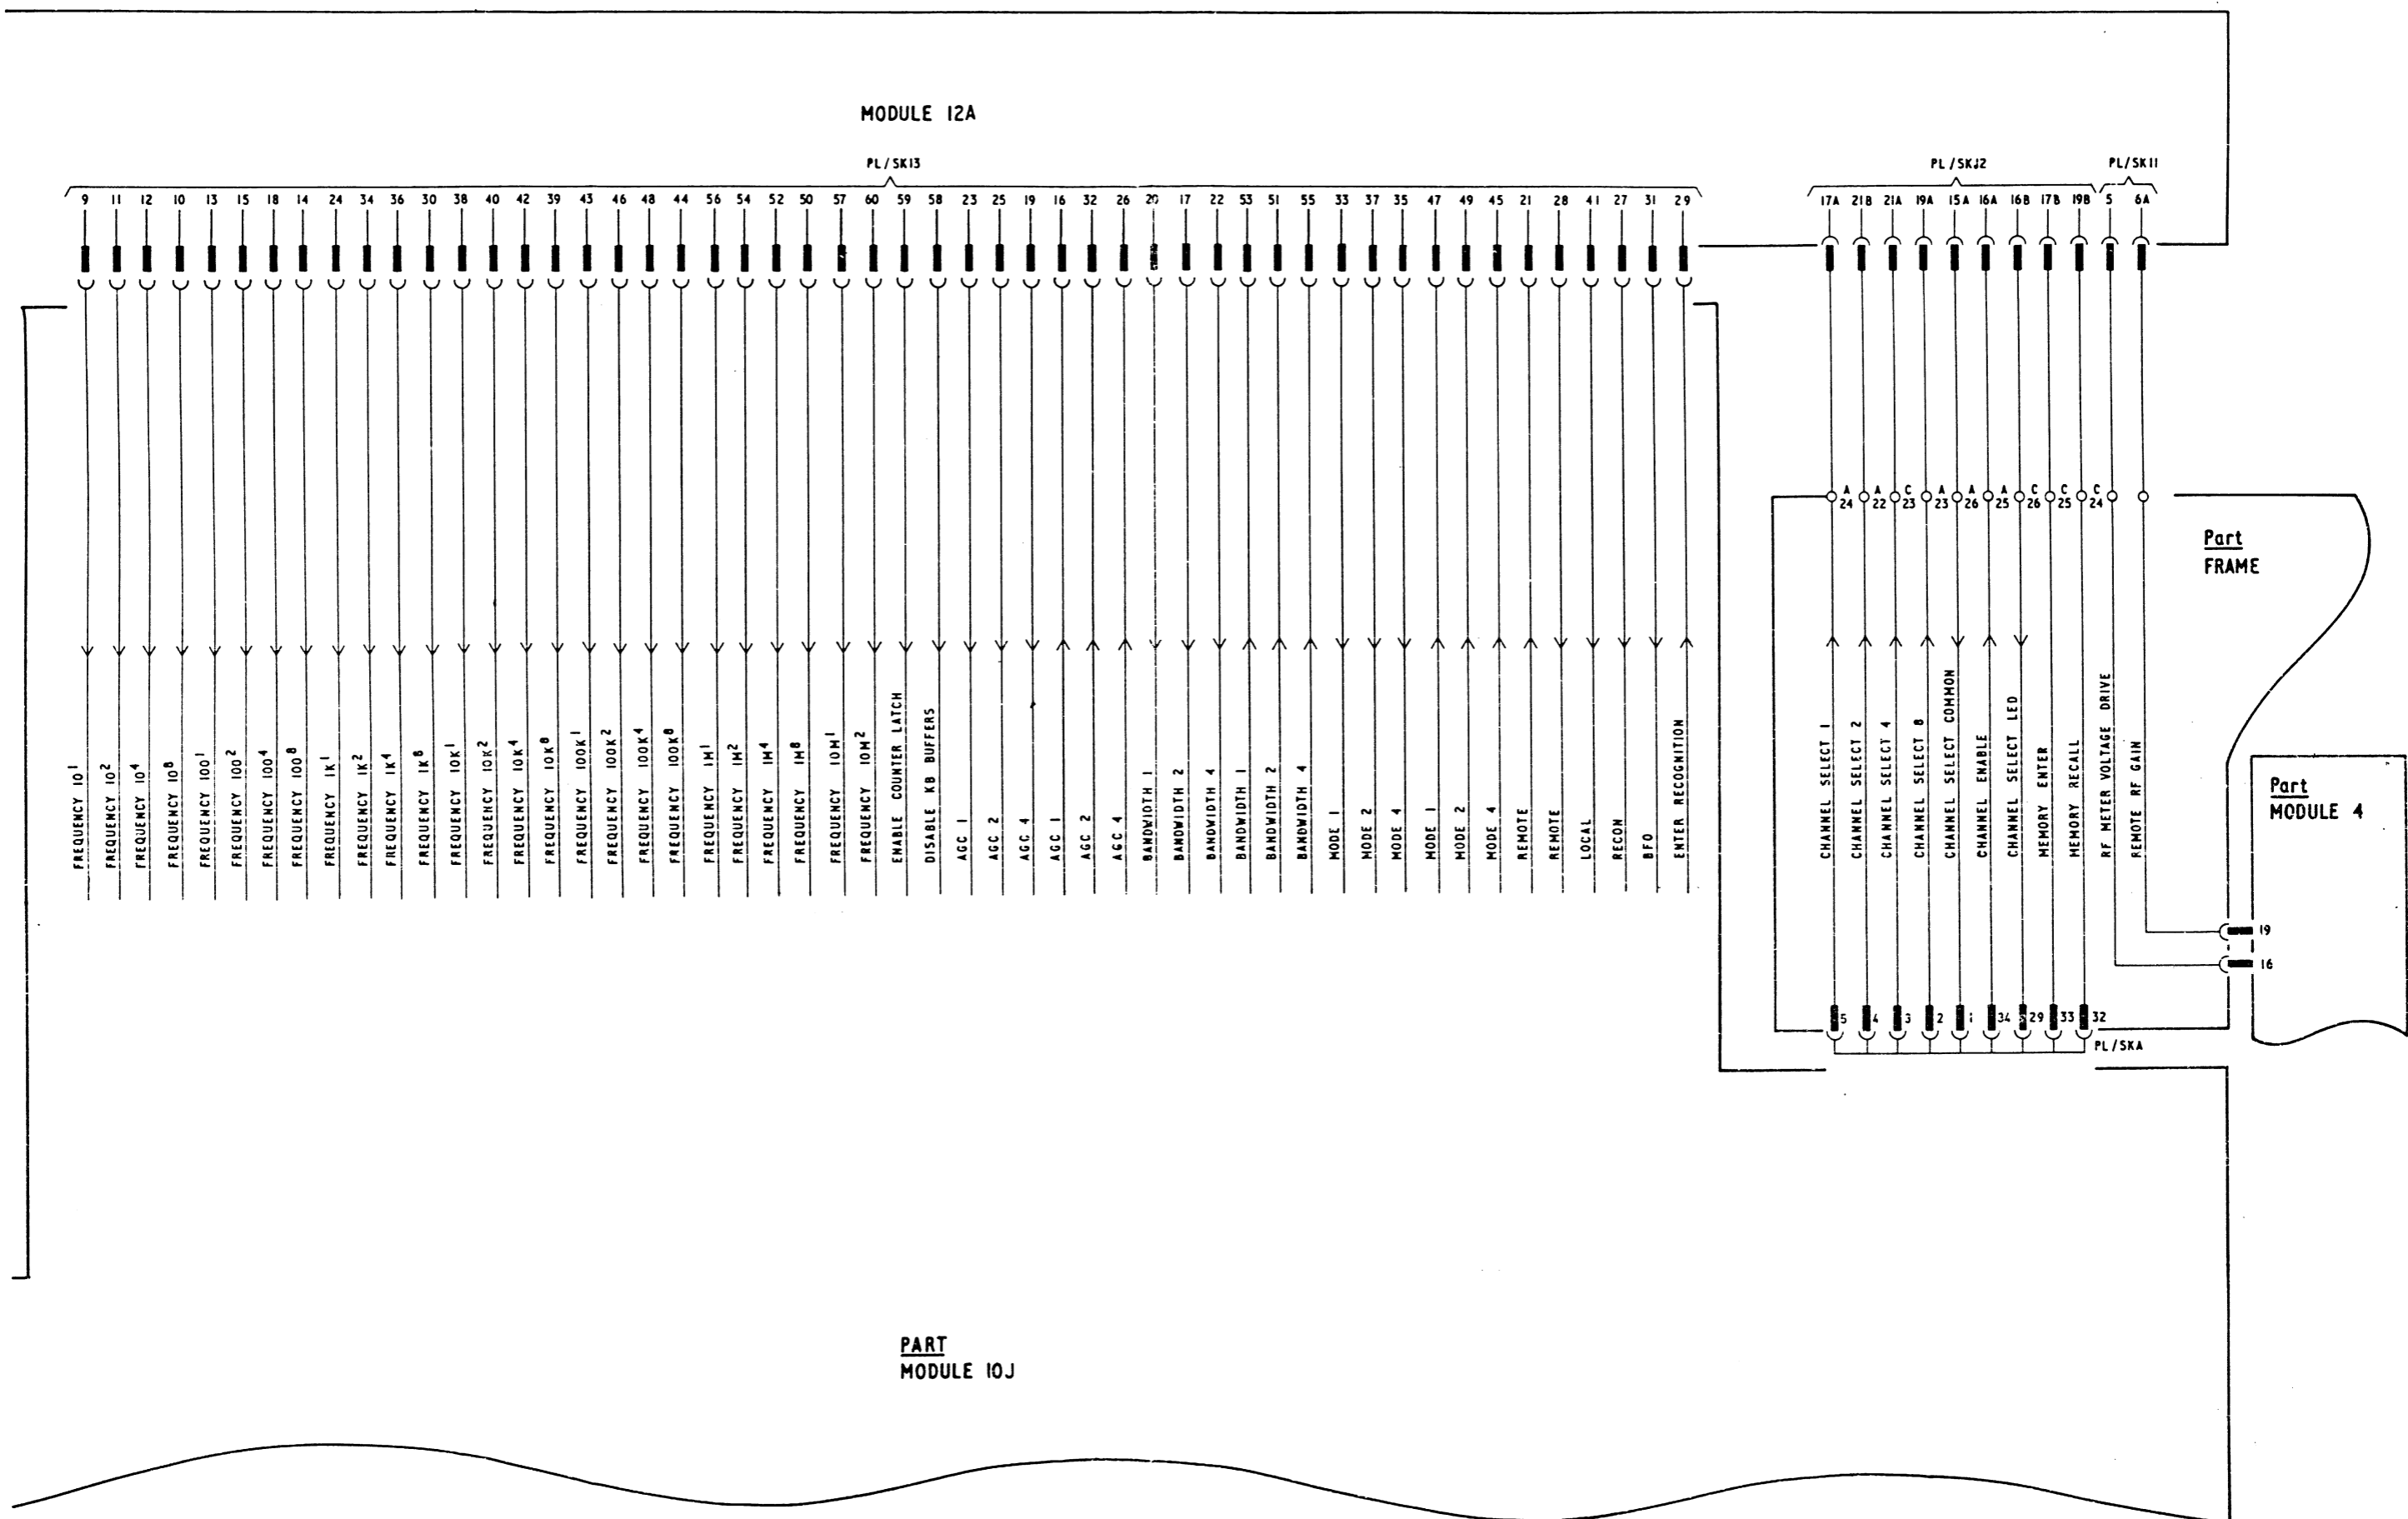 MODULE 12A
PL/SK13
PL/SKJ2
PL/SK11
9 11 12 10 13 15 18 14 24 34 36 30 38 40 42 39 43 46 48 44 56 54 52 50 57 60 59 58 23 25 19 16 32 26 20 17 22 53 51 55 33 37 35 47 49 45 21 28 41 27 31 29
17A 21B 21A 19A 15A 16A 16B 17B 19B 5 6A
A A C A A A C C C
24 22 23 23 26 25 26 25 24
Part
FRAME
FREQUENCY 10¹
FREQUENCY 10²
FREQUENCY 10⁴
FREQUENCY 10⁸
FREQUENCY 100¹
FREQUENCY 100²
FREQUENCY 100⁴
FREQUENCY 100⁸
FREQUENCY 1K¹
FREQUENCY 1K²
FREQUENCY 1K⁴
FREQUENCY 1K⁸
FREQUENCY 10K¹
FREQUENCY 10K²
FREQUENCY 10K⁴
FREQUENCY 10K⁸
FREQUENCY 100K¹
FREQUENCY 100K²
FREQUENCY 100K⁴
FREQUENCY 100K⁸
FREQUENCY 1M¹
FREQUENCY 1M²
FREQUENCY 1M⁴
FREQUENCY 1M⁸
FREQUENCY 10M¹
FREQUENCY 10M²
ENABLE COUNTER LATCH
DISABLE KB BUFFERS
AGC 1
AGC 2
AGC 4
AGC 1
AGC 2
AGC 4
BANDWIDTH 1
BANDWIDTH 2
BANDWIDTH 4
BANDWIDTH 1
BANDWIDTH 2
BANDWIDTH 4
MODE 1
MODE 2
MODE 4
MODE 1
MODE 2
MODE 4
REMOTE
REMOTE
LOCAL
RECON
BFO
ENTER RECOGNITION
CHANNEL SELECT 1
CHANNEL SELECT 2
CHANNEL SELECT 4
CHANNEL SELECT 8
CHANNEL SELECT COMMON
CHANNEL ENABLE
CHANNEL SELECT LED
MEMORY ENTER
MEMORY RECALL
RF METER VOLTAGE DRIVE
REMOTE RF GAIN
Part
MODULE 4
19
16
5 4 3 2 1 34 29 33 32
PL/SKA
PART
MODULE 10J